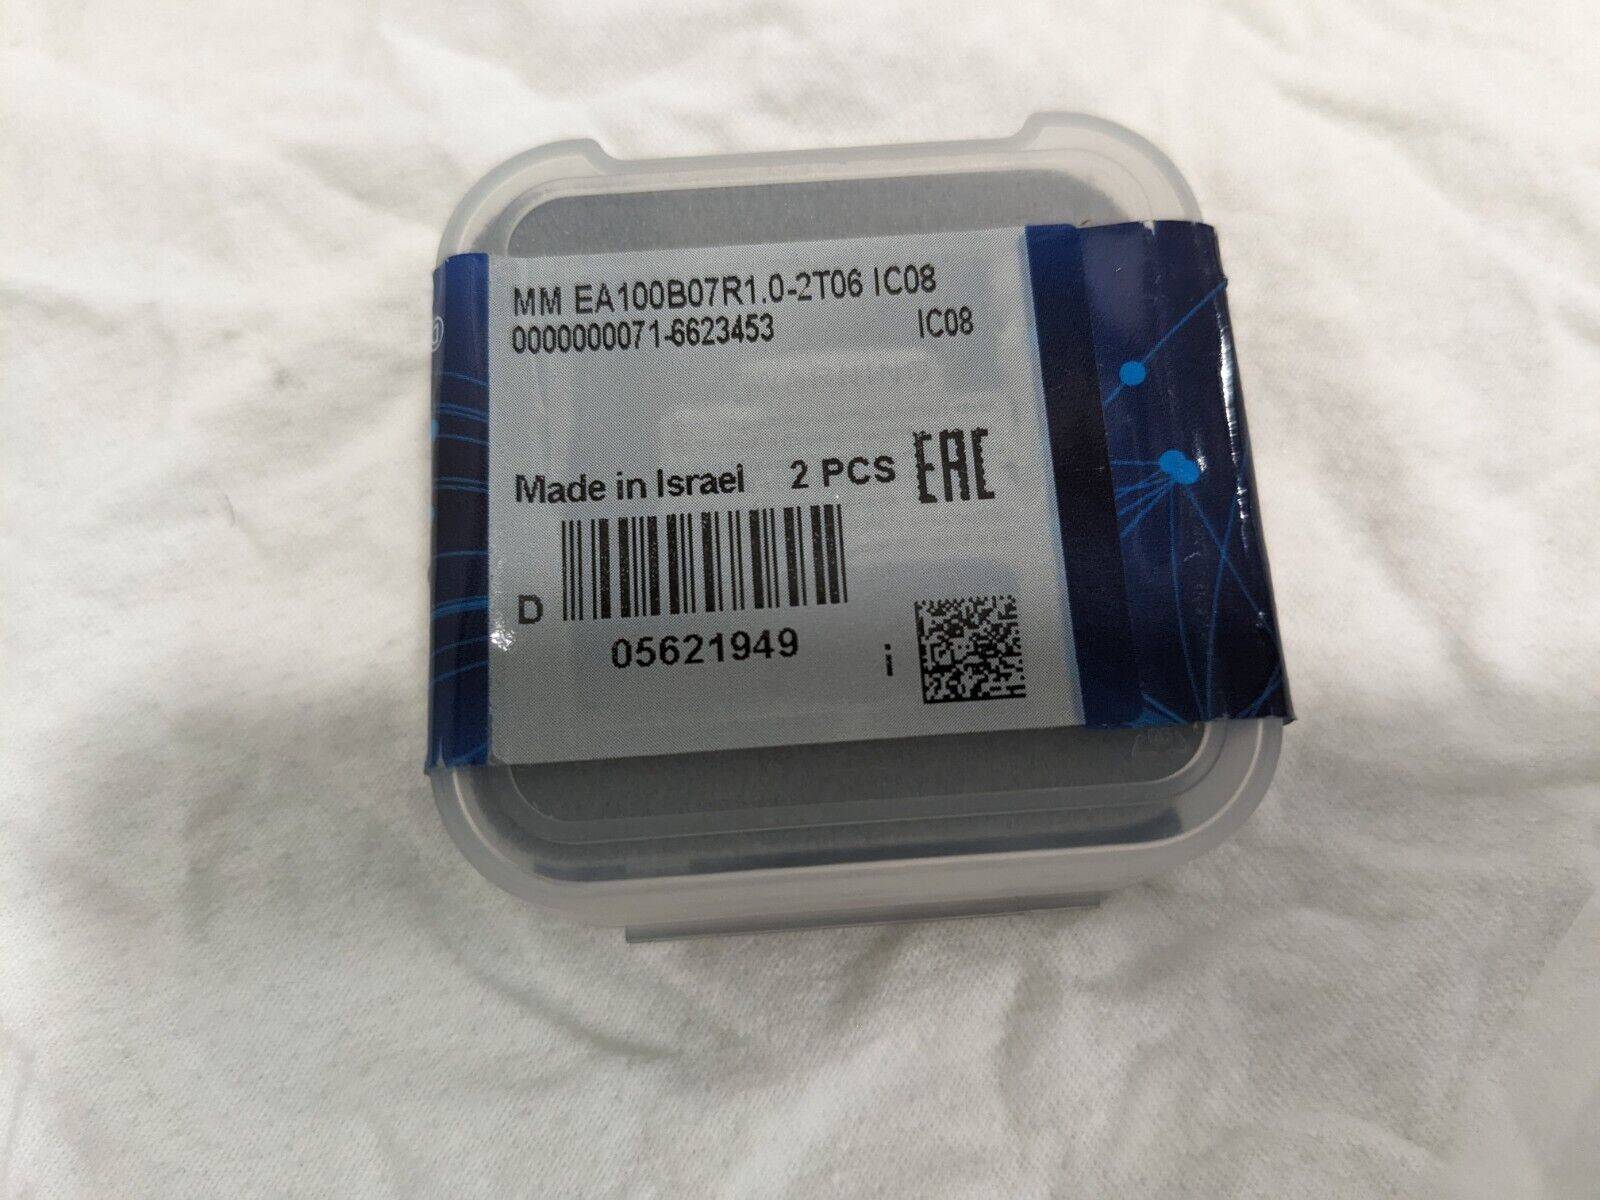 MM EA100B07R1.0-2T06 IC08
0000000071-6623453 IC08
Made in Israel 2 PCS EAC
D
05621949
i